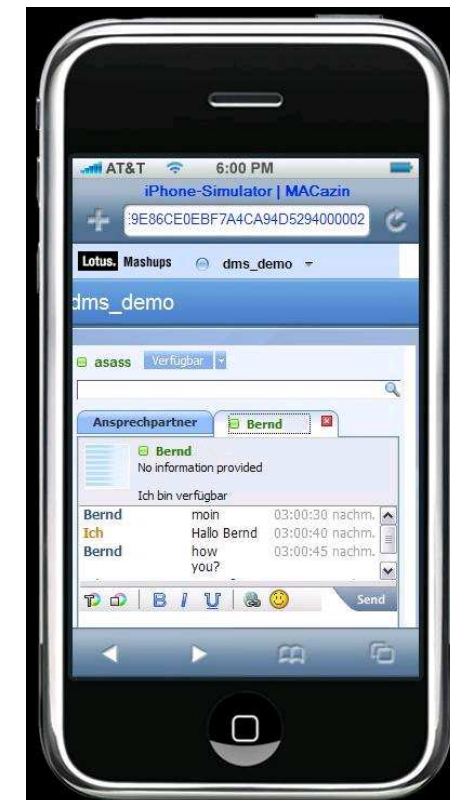 AT&T 6:00 PM
iPhone-Simulator | MACazin
:9E86CE0EBF7A4CA94D5294000002
Lotus. Mashups dms_demo
dms_demo
asass Verfügbar
Ansprechpartner Bernd
Bernd
No information provided
Ich bin verfügbar
Bernd moin 03:00:30 nachm.
Ich Hallo Bernd 03:00:40 nachm.
Bernd how 03:00:45 nachm.
you?
T B I U Send